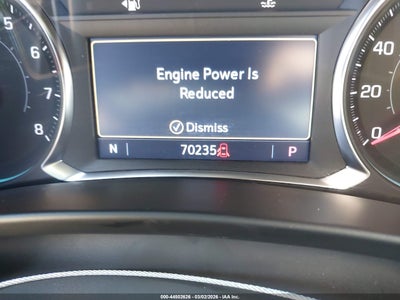 5
6
7
8
Engine Power Is
Reduced
Dismiss
N 70235 P
40
20
0
000-44502626 - 03/02/2026 - IAA Inc.